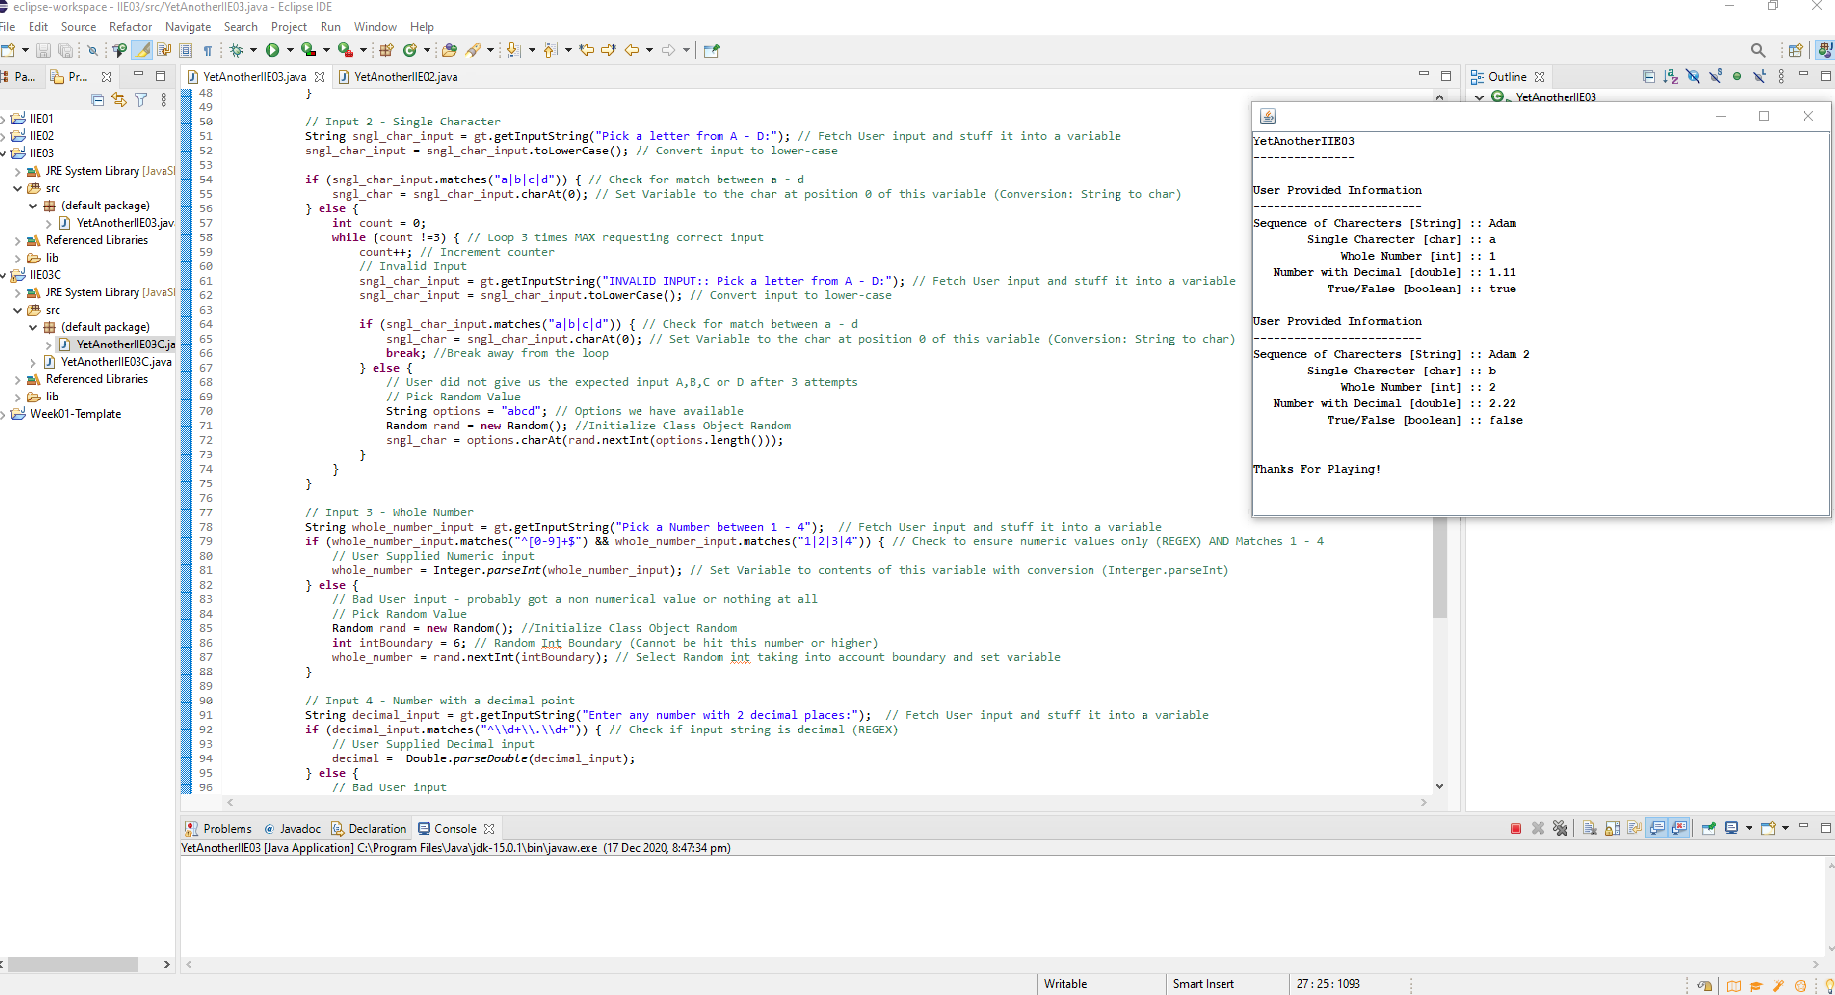 eclipse-workspace - IIE03/src/YetAnotherIIE03.java - Eclipse IDE
File Edit Source Refactor Navigate Search Project Run Window Help
Pa... Pr...
YetAnotherIIE03.java YetAnotherIIE02.java
Outline
YetAnotherIIE03
IIE01
IIE02
IIE03
JRE System Library [JavaS
src
(default package)
YetAnotherIIE03.jav
Referenced Libraries
lib
IIE03C
JRE System Library [JavaS
src
(default package)
YetAnotherIIE03C.ja
YetAnotherIIE03C.java
Referenced Libraries
lib
Week01-Template
48 }
49
50 // Input 2 - Single Character
51 String sngl_char_input = gt.getInputString("Pick a letter from A - D:"); // Fetch User input and stuff it into a variable
52 sngl_char_input = sngl_char_input.toLowerCase(); // Convert input to lower-case
53
54 if (sngl_char_input.matches("a|b|c|d")) { // Check for match between a - d
55 sngl_char = sngl_char_input.charAt(0); // Set Variable to the char at position 0 of this variable (Conversion: String to char)
56 } else {
57 int count = 0;
58 while (count !=3) { // Loop 3 times MAX requesting correct input
59 count++; // Increment counter
60 // Invalid Input
61 sngl_char_input = gt.getInputString("INVALID INPUT:: Pick a letter from A - D:"); // Fetch User input and stuff it into a variable
62 sngl_char_input = sngl_char_input.toLowerCase(); // Convert input to lower-case
63
64 if (sngl_char_input.matches("a|b|c|d")) { // Check for match between a - d
65 sngl_char = sngl_char_input.charAt(0); // Set Variable to the char at position 0 of this variable (Conversion: String to char)
66 break; //Break away from the loop
67 } else {
68 // User did not give us the expected input A,B,C or D after 3 attempts
69 // Pick Random Value
70 String options = "abcd"; // Options we have available
71 Random rand = new Random(); //Initialize Class Object Random
72 sngl_char = options.charAt(rand.nextInt(options.length()));
73 }
74 }
75 }
76
77 // Input 3 - Whole Number
78 String whole_number_input = gt.getInputString("Pick a Number between 1 - 4"); // Fetch User input and stuff it into a variable
79 if (whole_number_input.matches("^[0-9]+$") && whole_number_input.matches("1|2|3|4")) { // Check to ensure numeric values only (REGEX) AND Matches 1 - 4
80 // User Supplied Numeric input
81 whole_number = Integer.parseInt(whole_number_input); // Set Variable to contents of this variable with conversion (Interger.parseInt)
82 } else {
83 // Bad User input - probably got a non numerical value or nothing at all
84 // Pick Random Value
85 Random rand = new Random(); //Initialize Class Object Random
86 int intBoundary = 6; // Random Int Boundary (Cannot be hit this number or higher)
87 whole_number = rand.nextInt(intBoundary); // Select Random int taking into account boundary and set variable
88 }
89
90 // Input 4 - Number with a decimal point
91 String decimal_input = gt.getInputString("Enter any number with 2 decimal places:"); // Fetch User input and stuff it into a variable
92 if (decimal_input.matches("^\\d+\\.\\d+")) { // Check if input string is decimal (REGEX)
93 // User Supplied Decimal input
94 decimal = Double.parseDouble(decimal_input);
95 } else {
96 // Bad User input
YetAnotherIIE03
---------------
User Provided Information
-------------------------
Sequence of Charecters [String] :: Adam
Single Charecter [char] :: a
Whole Number [int] :: 1
Number with Decimal [double] :: 1.11
True/False [boolean] :: true
User Provided Information
-------------------------
Sequence of Charecters [String] :: Adam 2
Single Charecter [char] :: b
Whole Number [int] :: 2
Number with Decimal [double] :: 2.22
True/False [boolean] :: false
Thanks For Playing!
Problems Javadoc Declaration Console
YetAnotherIIE03 [Java Application] C:\Program Files\Java\jdk-15.0.1\bin\javaw.exe (17 Dec 2020, 8:47:34 pm)
Writable Smart Insert 27 : 25 : 1093